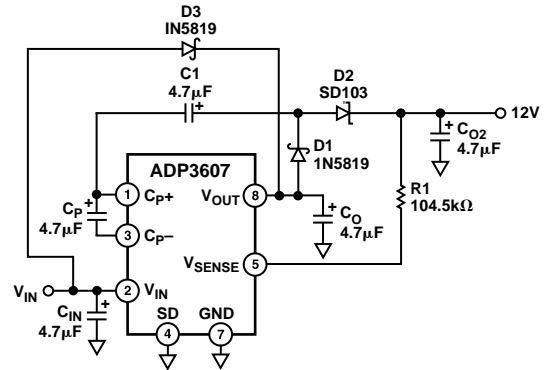 D3
IN5819
C1
4.7µF
+
D2
SD103
12V
+
CO2
4.7µF
D1
1N5819
R1
104.5kΩ
ADP3607
1
CP+
VOUT
8
+
CO
4.7µF
CP
+
4.7µF
3
CP–
VSENSE
5
VIN
2
VIN
CIN
+
4.7µF
SD
GND
4
7